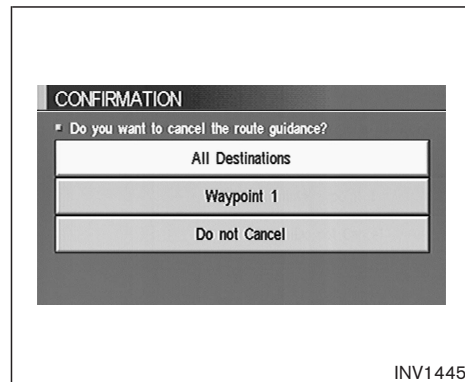 CONFIRMATION
Do you want to cancel the route guidance?
All Destinations
Waypoint 1
Do not Cancel
INV1445